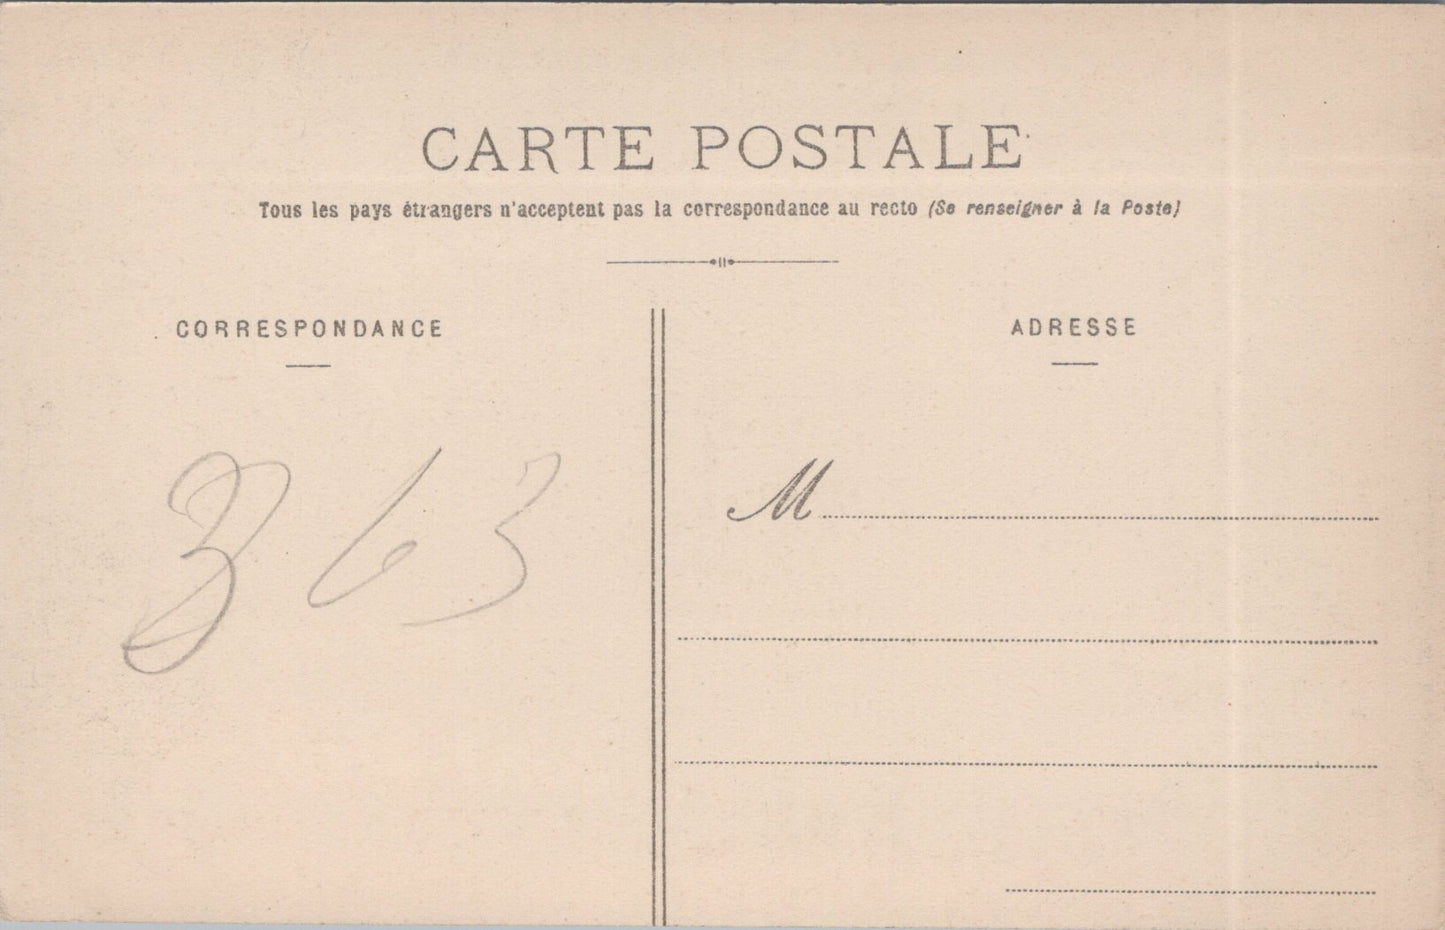 CARTE POSTALE
Tous les pays étrangers n'acceptent pas la correspondance au recto (Se renseigner à la Poste)
CORRESPONDANCE
ADRESSE
M
363